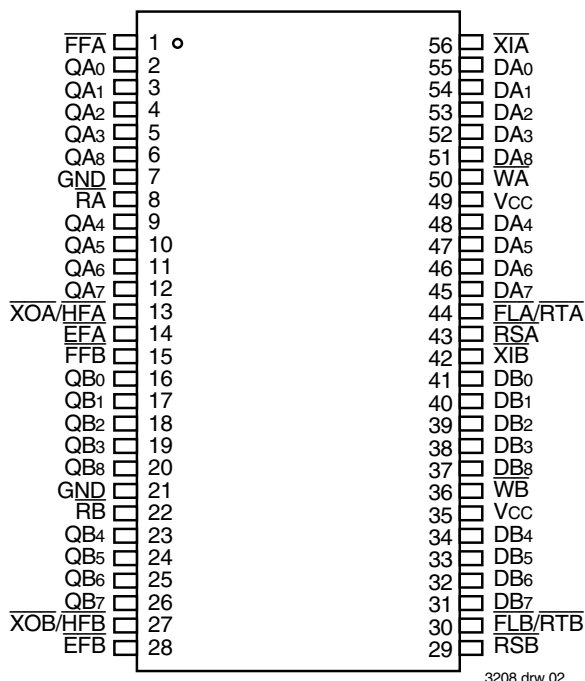 FFA 1 56 XIA
QA0 2 55 DA0
QA1 3 54 DA1
QA2 4 53 DA2
QA3 5 52 DA3
QA8 6 51 DA8
GND 7 50 WA
RA 8 49 VCC
QA4 9 48 DA4
QA5 10 47 DA5
QA6 11 46 DA6
QA7 12 45 DA7
XOA/HFA 13 44 FLA/RTA
EFA 14 43 RSA
FFB 15 42 XIB
QB0 16 41 DB0
QB1 17 40 DB1
QB2 18 39 DB2
QB3 19 38 DB3
QB8 20 37 DB8
GND 21 36 WB
RB 22 35 VCC
QB4 23 34 DB4
QB5 24 33 DB5
QB6 25 32 DB6
QB7 26 31 DB7
XOB/HFB 27 30 FLB/RTB
EFB 28 29 RSB
3208 drw 02